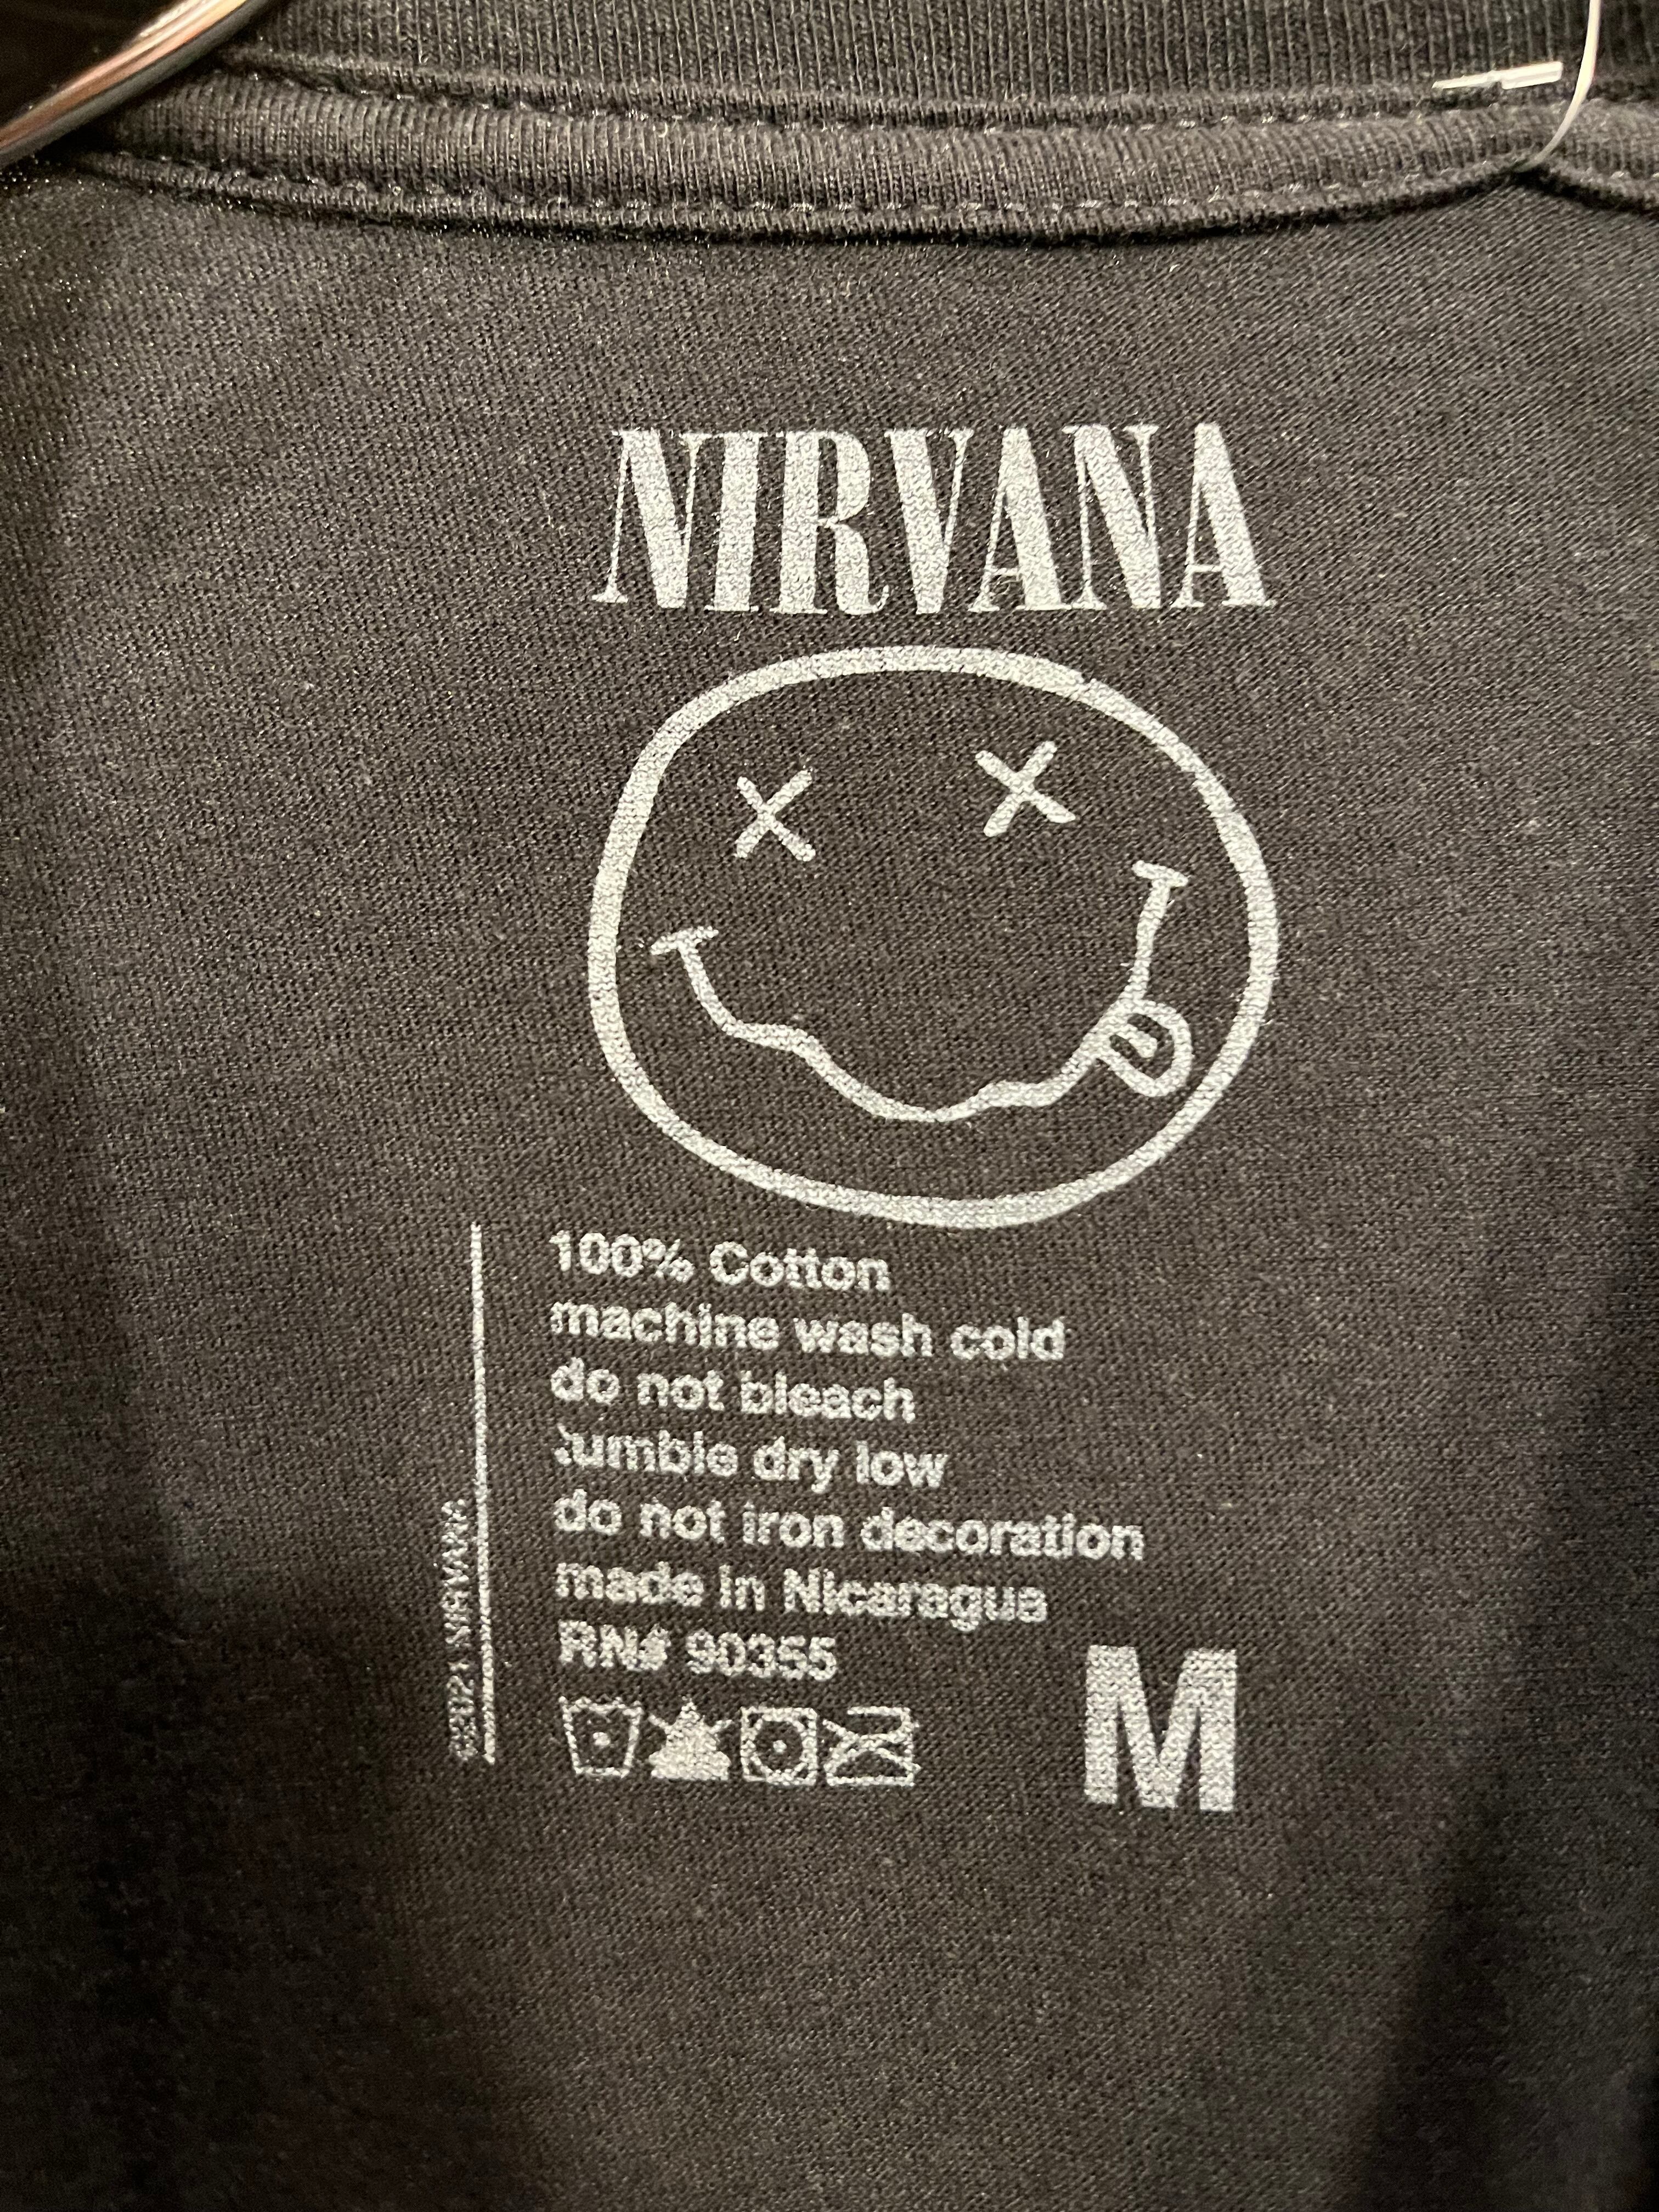 NIRVANA
100% Cotton
machine wash cold
do not bleach
tumble dry low
do not iron decoration
made in Nicaragua
RN# 90355
M
©2021 NIRVANA